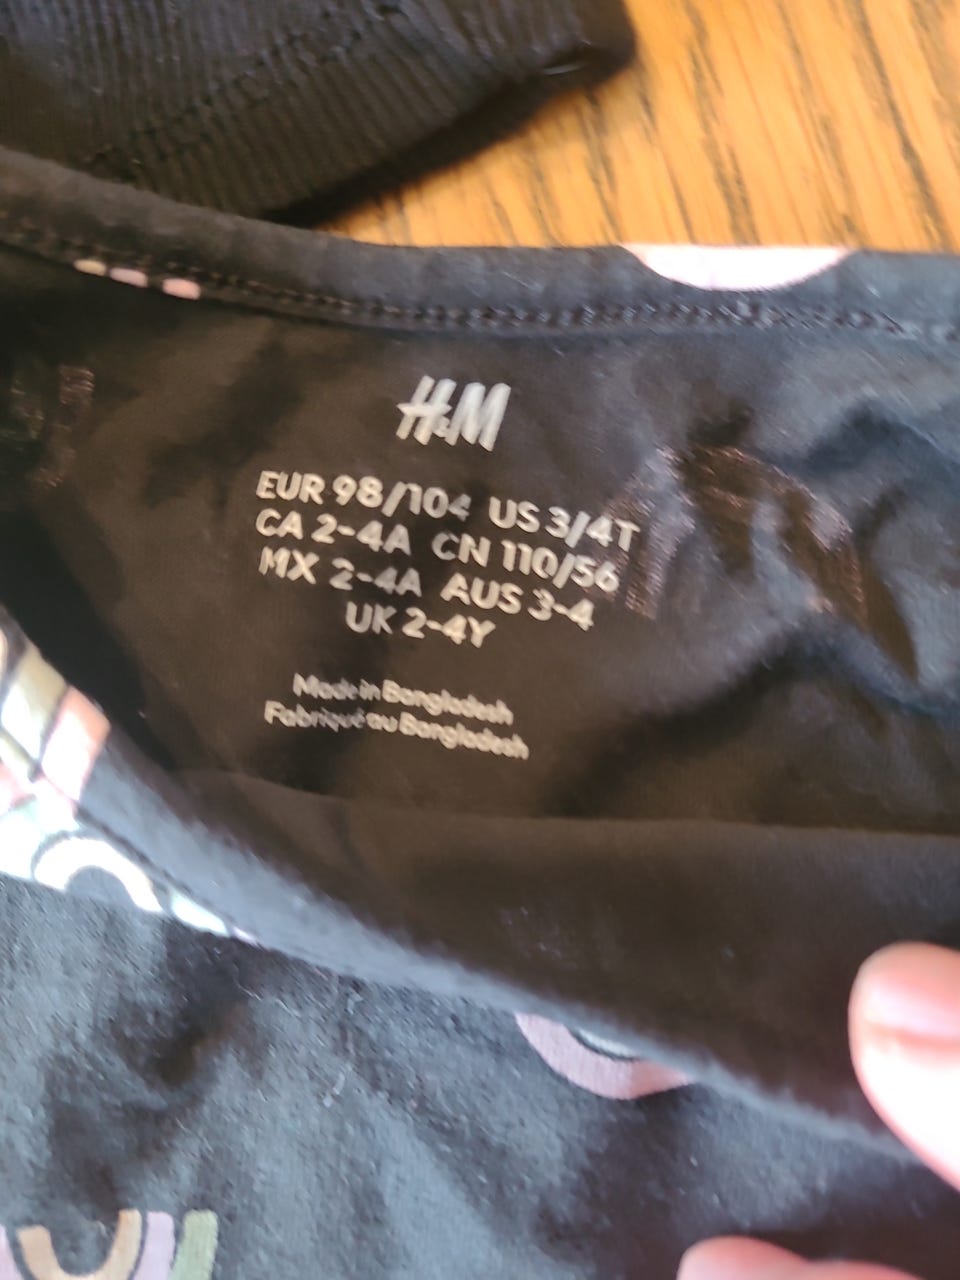 H&M
EUR 98/104 US 3/4T
CA 2-4A CN 110/56
MX 2-4A AUS 3-4
UK 2-4Y
Made in Bangladesh
Fabriqué au Bangladesh